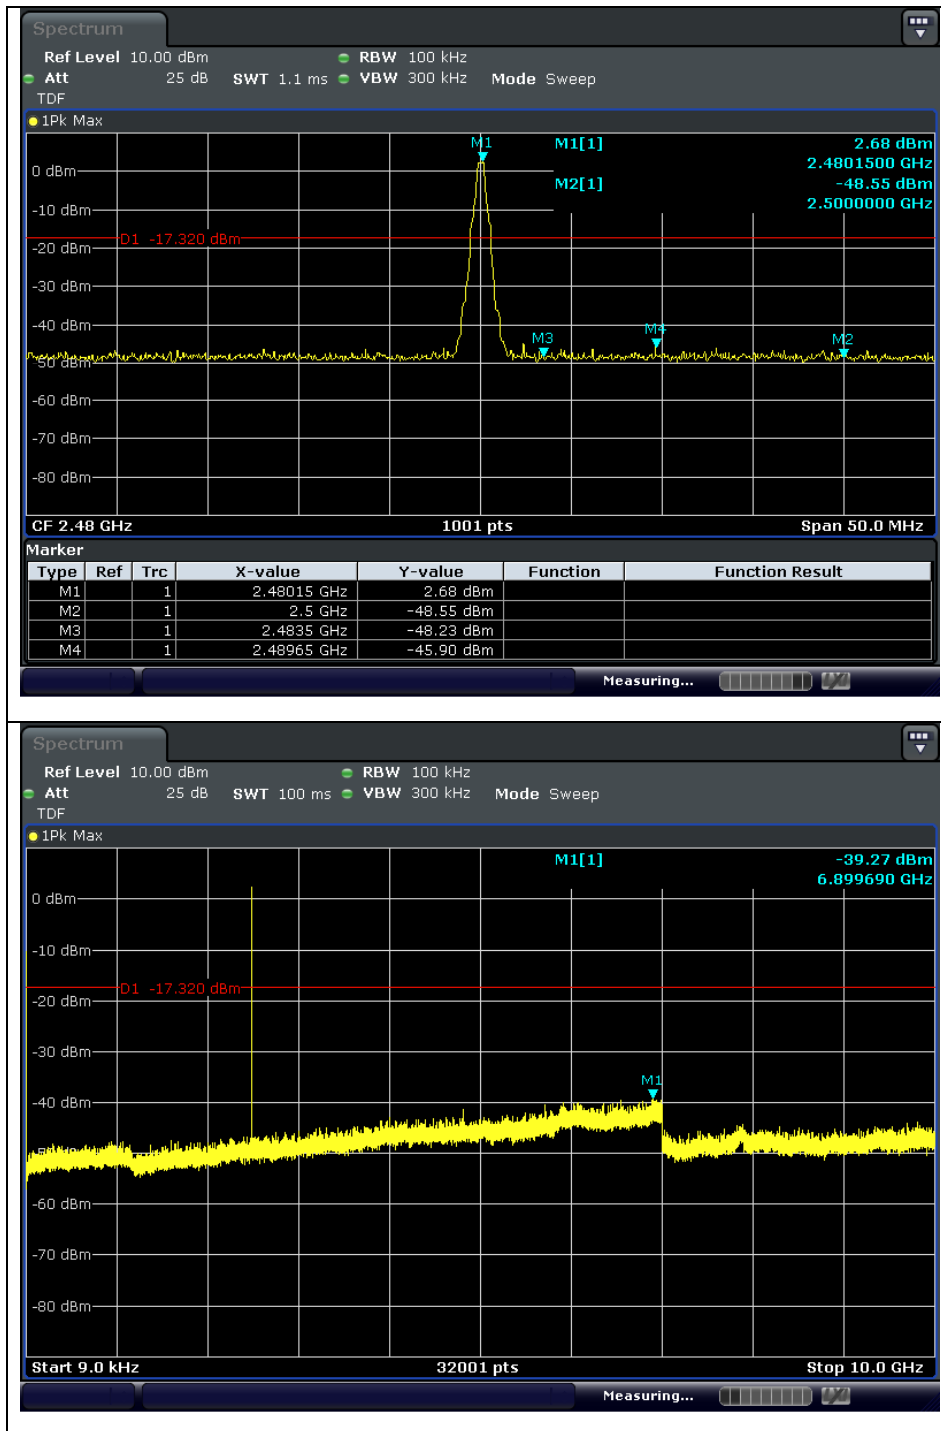 Spectrum
Ref Level 10.00 dBm RBW 100 kHz
Att 25 dB SWT 1.1 ms VBW 300 kHz Mode Sweep
TDF
1Pk Max
M1 M1[1] 2.68 dBm
2.4801500 GHz
0 dBm
M2[1] -48.55 dBm
2.5000000 GHz
-10 dBm
D1 -17.320 dBm
-20 dBm
-30 dBm
-40 dBm
M3 M4 M2
-50 dBm
-60 dBm
-70 dBm
-80 dBm
CF 2.48 GHz 1001 pts Span 50.0 MHz
Marker
Type Ref Trc X-value Y-value Function Function Result
M1 1 2.48015 GHz 2.68 dBm
M2 1 2.5 GHz -48.55 dBm
M3 1 2.4835 GHz -48.23 dBm
M4 1 2.48965 GHz -45.90 dBm
Measuring...
Spectrum
Ref Level 10.00 dBm RBW 100 kHz
Att 25 dB SWT 100 ms VBW 300 kHz Mode Sweep
TDF
1Pk Max
M1[1] -39.27 dBm
6.899690 GHz
0 dBm
-10 dBm
D1 -17.320 dBm
-20 dBm
-30 dBm
M1
-40 dBm
-60 dBm
-70 dBm
-80 dBm
Start 9.0 kHz 32001 pts Stop 10.0 GHz
Measuring...